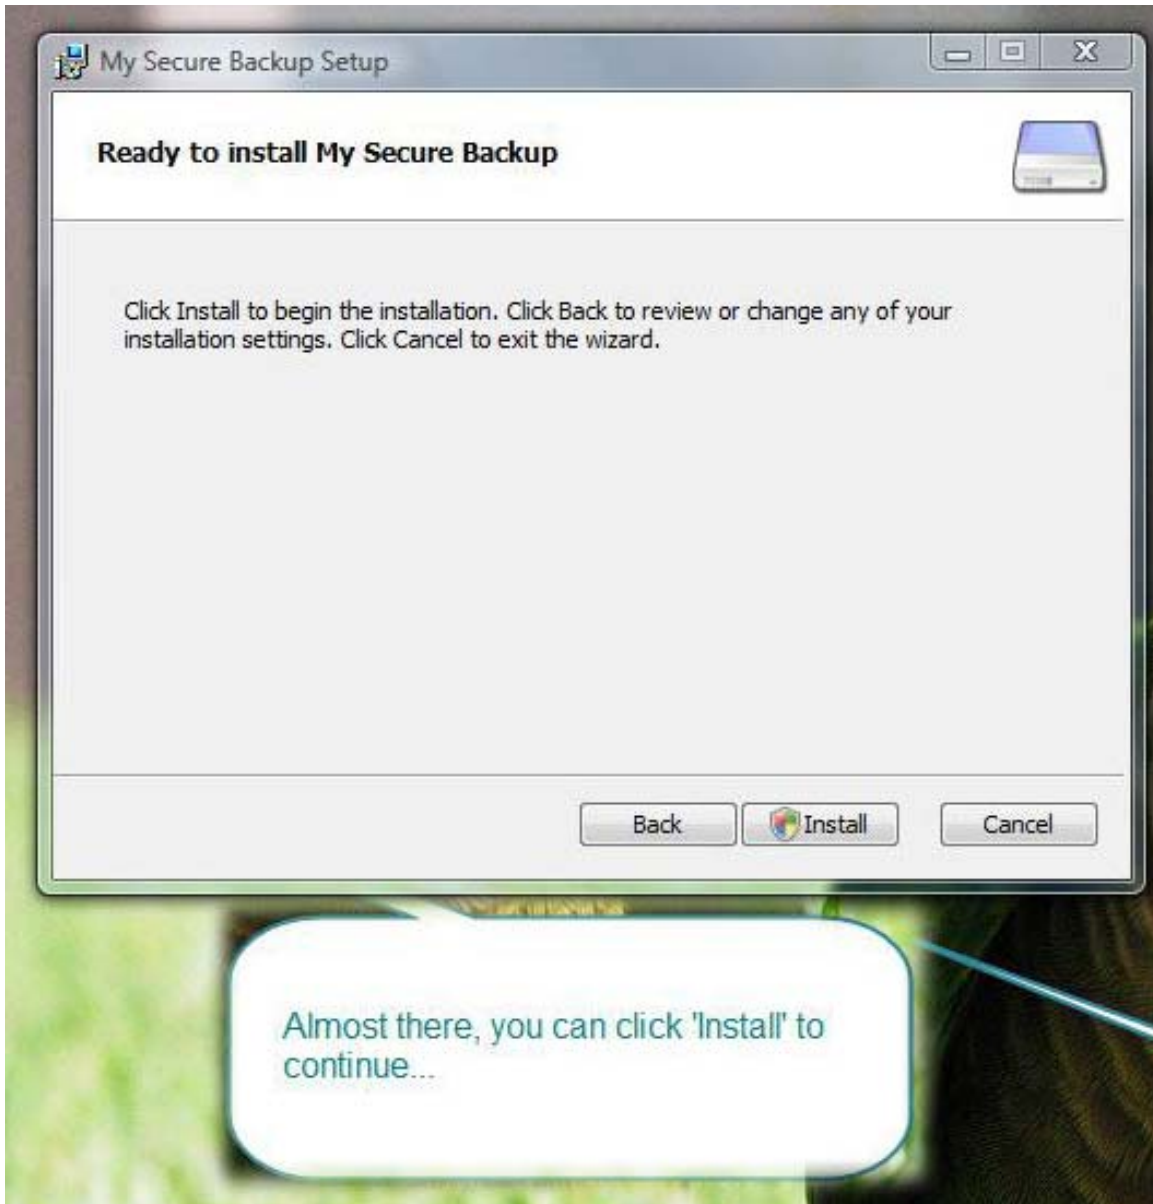 My Secure Backup Setup
Ready to install My Secure Backup
Click Install to begin the installation. Click Back to review or change any of your
installation settings. Click Cancel to exit the wizard.
Back
Install
Cancel
Almost there, you can click 'Install' to
continue...